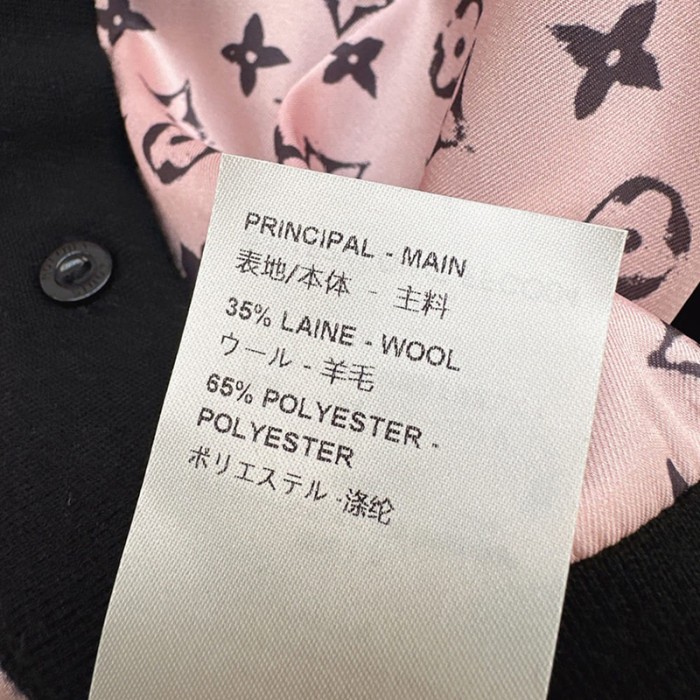 PRINCIPAL - MAIN
表地/本体 - 主料
35% LAINE - WOOL
ウール - 羊毛
65% POLYESTER -
POLYESTER
ポリエステル -涤纶